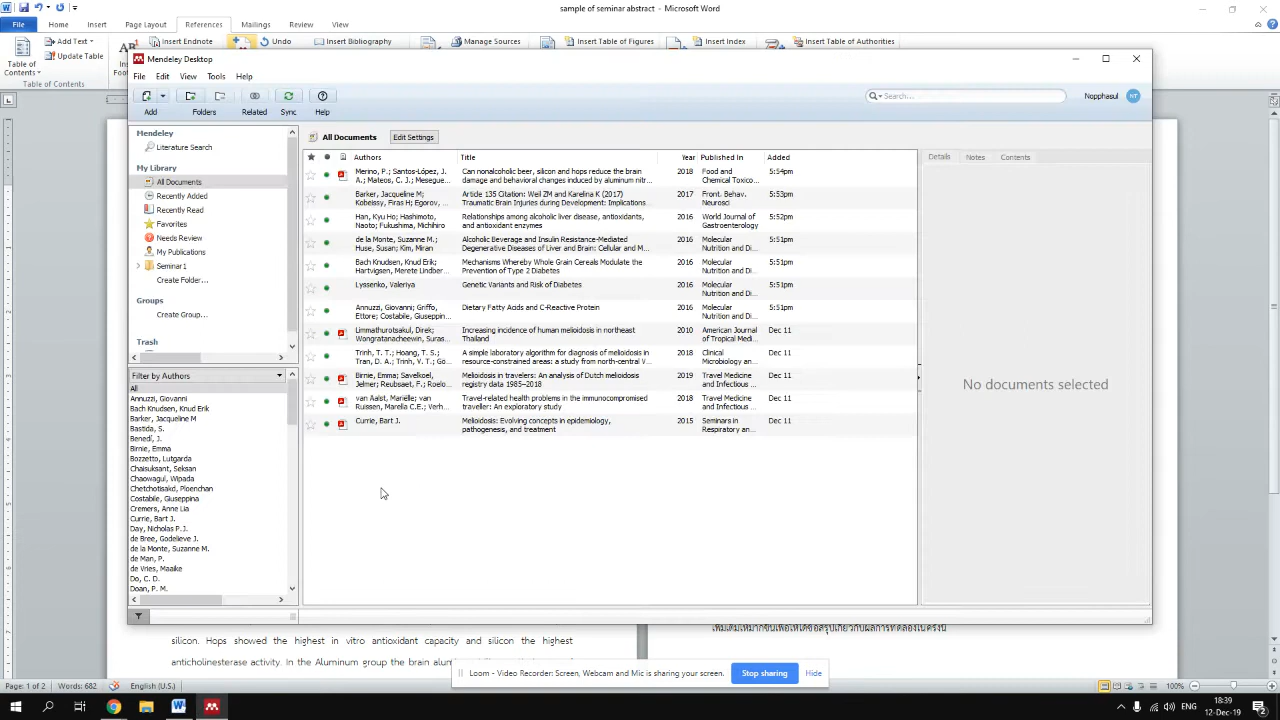 sample of seminar abstract - Microsoft Word
File Home Insert Page Layout References Mailings Review View
Add Text
Update Table
Table of Contents
Table of Contents
AB
Insert Endnote
Undo
Insert Bibliography
Manage Sources
Insert Table of Figures
Insert Index
Insert Table of Authorities
Mendeley Desktop
File Edit View Tools Help
Add Folders Related Sync Help
Search...
Nopphasul NT
Mendeley
Literature Search
My Library
All Documents
Recently Added
Recently Read
Favorites
Needs Review
My Publications
Seminar1
Create Folder...
Groups
Create Group...
Trash
Filter by Authors
All
Annuzzi, Giovanni
Bach Knudsen, Knud Erik
Barker, Jacqueline M
Bastida, S.
Benedí, J.
Birnie, Emma
Bozzetto, Lutgarda
Chaisuksant, Seksan
Chaowagul, Wipada
Chetchotisakd, Ploenchan
Costabile, Giuseppina
Cremers, Anne Lia
Currie, Bart J.
Day, Nicholas P.J.
de Bree, Godelieve J.
de la Monte, Suzanne M.
de Man, P.
de Vries, Maaike
Do, C. D.
Doan, P. M.
All Documents Edit Settings
Authors Title Year Published In Added
Merino, P.; Santos-López, J. Can nonalcoholic beer, silicon and hops reduce the brain 2018 Food and 5:54pm
A.; Mateos, C. J.; Mesegue... damage and behavioral changes induced by aluminum nitr... Chemical Toxico...
Barker, Jacqueline M; Article 135 Citation: Weil ZM and Karelina K (2017) 2017 Front. Behav. 5:53pm
Kobeissy, Firas H; Egorov, ... Traumatic Brain Injuries during Development: Implications... Neurosci
Han, Kyu Ho; Hashimoto, Relationships among alcoholic liver disease, antioxidants, 2016 World Journal of 5:52pm
Naoto; Fukushima, Michihiro and antioxidant enzymes Gastroenterology
de la Monte, Suzanne M.; Alcoholic Beverage and Insulin Resistance-Mediated 2016 Molecular 5:51pm
Huse, Susan; Kim, Miran Degenerative Diseases of Liver and Brain: Cellular and M... Nutrition and Di...
Bach Knudsen, Knud Erik; Mechanisms Whereby Whole Grain Cereals Modulate the 2016 Molecular 5:51pm
Hartvigsen, Merete Lindber... Prevention of Type 2 Diabetes Nutrition and Di...
Lyssenko, Valeriya Genetic Variants and Risk of Diabetes 2016 Molecular 5:51pm
Nutrition and Di...
Annuzzi, Giovanni; Griffo, Dietary Fatty Acids and C-Reactive Protein 2016 Molecular 5:51pm
Ettore; Costabile, Giuseppin... Nutrition and Di...
Limmathurotsakul, Direk; Increasing incidence of human melioidosis in northeast 2010 American Journal Dec 11
Wongratanacheewin, Suras... Thailand of Tropical Medi...
Trinh, T. T.; Hoang, T. S.; A simple laboratory algorithm for diagnosis of melioidosis in 2018 Clinical Dec 11
Tran, D. A.; Trinh, V. T.; Go... resource-constrained areas: a study from north-central V... Microbiology an...
Birnie, Emma; Savelkoel, Melioidosis in travelers: An analysis of Dutch melioidosis 2019 Travel Medicine Dec 11
Jelmer; Reubsaet, F.; Roelo... registry data 1985–2018 and Infectious ...
van Aalst, Mariëlle; van Travel-related health problems in the immunocompromised 2018 Travel Medicine Dec 11
Ruissen, Marella C.E.; Verh... traveller: An exploratory study and Infectious ...
Currie, Bart J. Melioidosis: Evolving concepts in epidemiology, 2015 Seminars in Dec 11
pathogenesis, and treatment Respiratory an...
Details Notes Contents
No documents selected
silicon. Hops showed the highest in vitro antioxidant capacity and silicon the highest
anticholinesterase activity. In the Aluminum group the brain alum
Loom - Video Recorder: Screen, Webcam and Mic is sharing your screen. Stop sharing Hide
Page: 1 of 2 Words: 682 English (U.S.) 100%
ENG 18:39
12-Dec-19